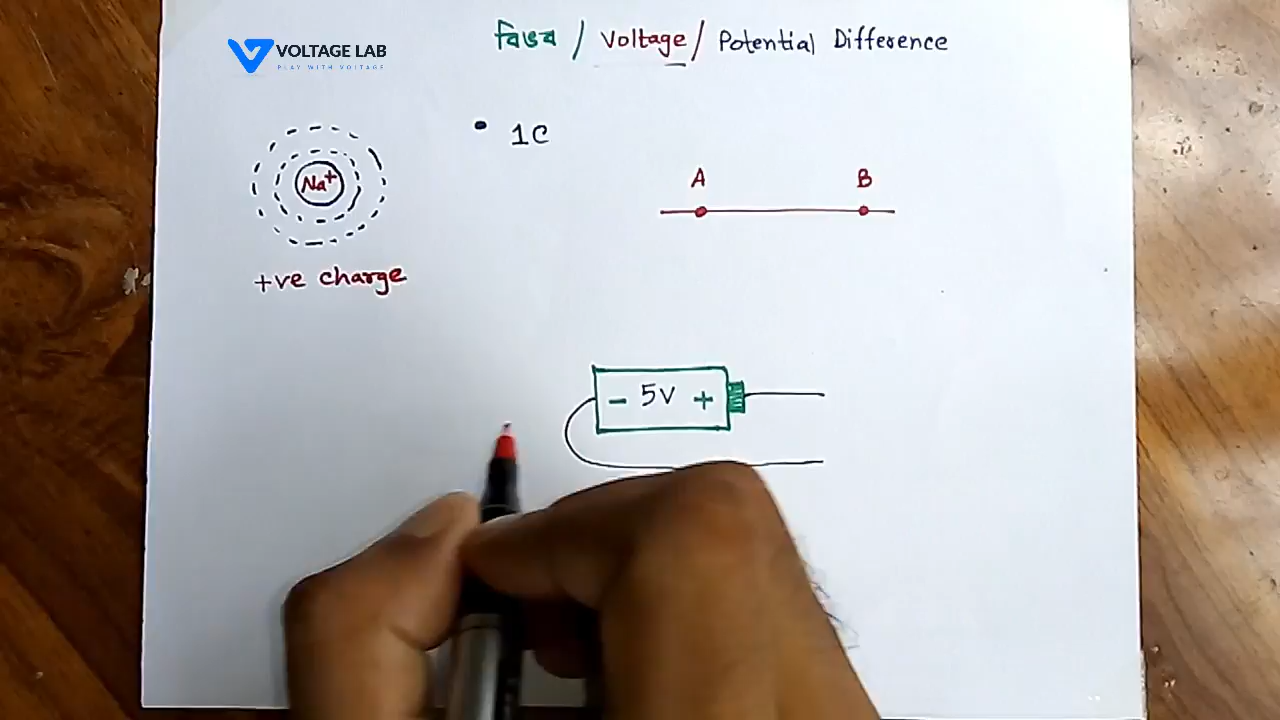 বিভব / Voltage / Potential Difference
VOLTAGE LAB
PLAY WITH VOLTAGE
• 1C
Na+
A B
+ve charge
- 5V +